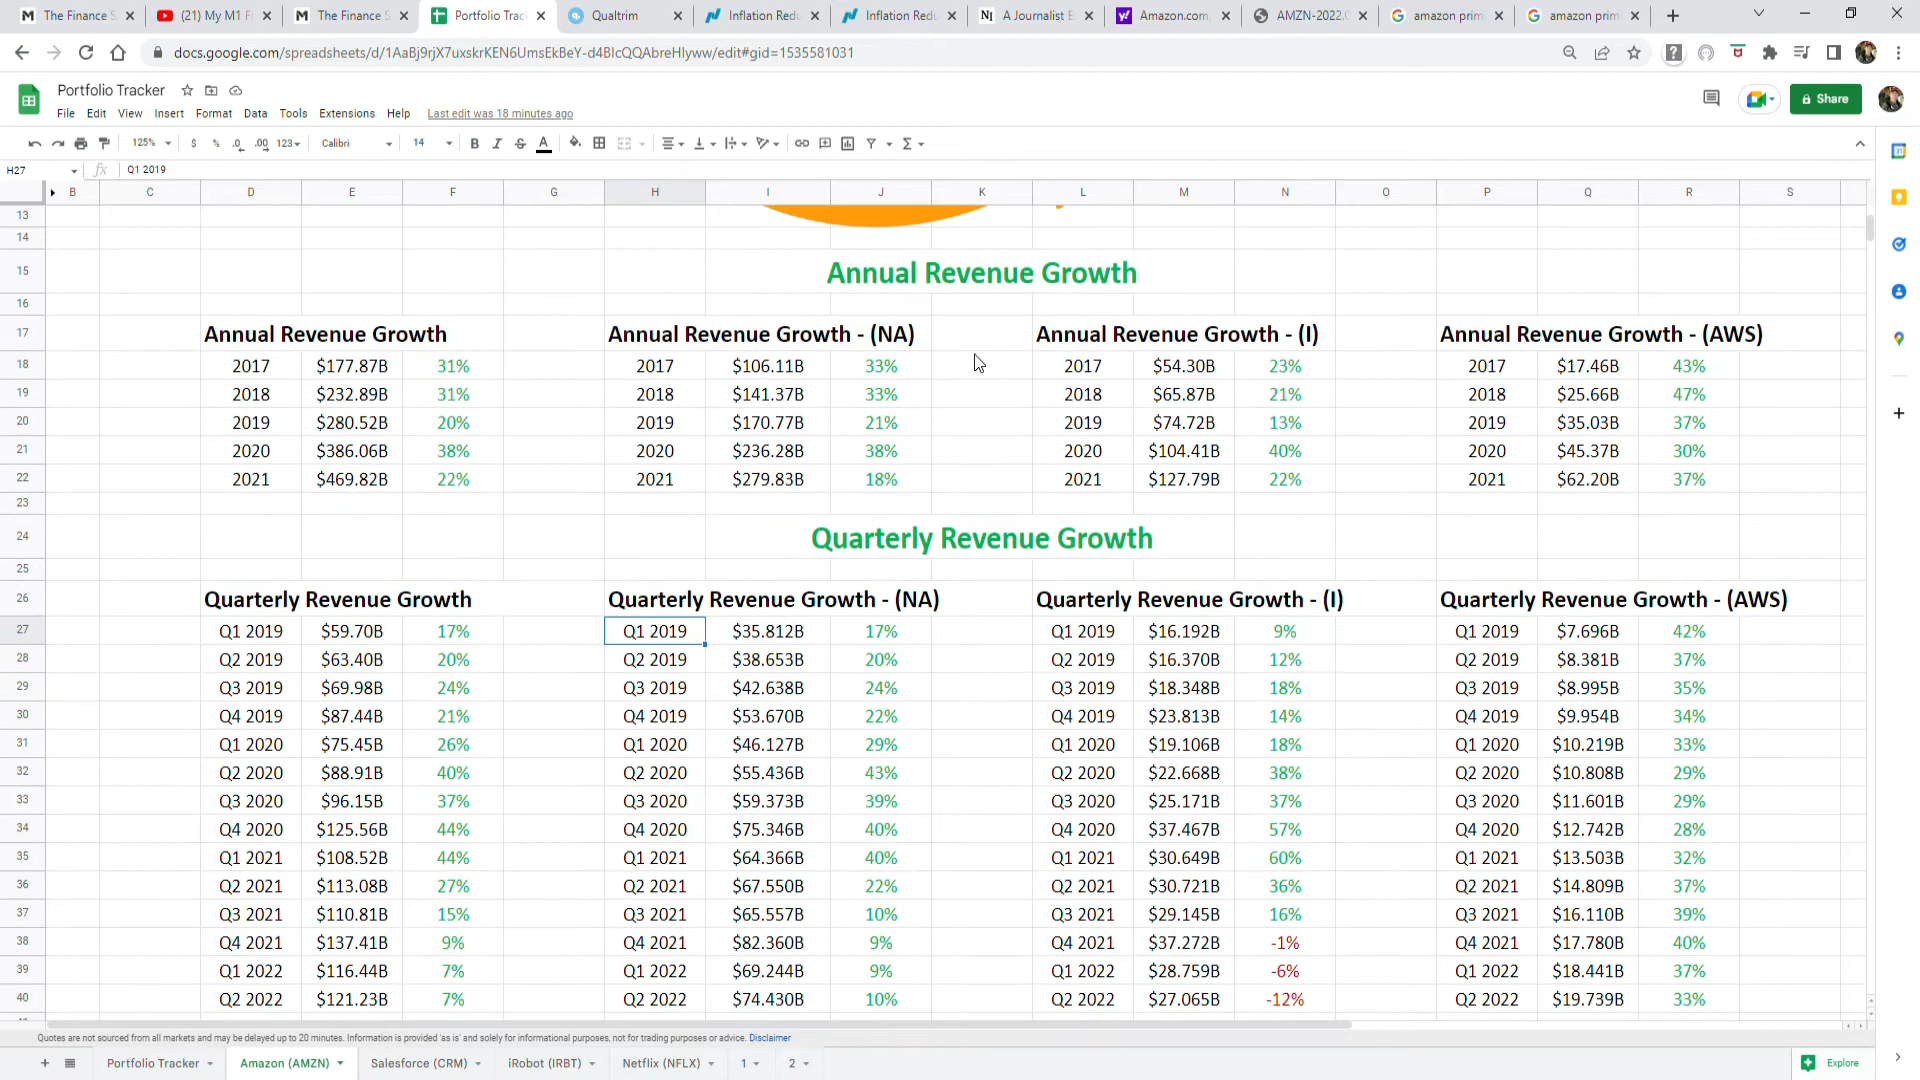 The Finance S
(21) My M1 F
The Finance S
Portfolio Trac
Qualtrim
Inflation Redu
Inflation Redu
A Journalist E
Amazon.com,
AMZN-2022.0
amazon prim
amazon prim
docs.google.com/spreadsheets/d/1AaBj9rjX7uxskrKEN6UmsEkBeY-d4BIcQQAbreHIyww/edit#gid=1535581031
Portfolio Tracker
File Edit View Insert Format Data Tools Extensions Help Last edit was 18 minutes ago
Share
125% $ % .0 .00 123 Calibri 14 B I S A
H27 fx Q1 2019
B C D E F G H I J K L M N O P Q R S
13
14
15 Annual Revenue Growth
16
17 Annual Revenue Growth Annual Revenue Growth - (NA) Annual Revenue Growth - (I) Annual Revenue Growth - (AWS)
18 2017 $177.87B 31% 2017 $106.11B 33% 2017 $54.30B 23% 2017 $17.46B 43%
19 2018 $232.89B 31% 2018 $141.37B 33% 2018 $65.87B 21% 2018 $25.66B 47%
20 2019 $280.52B 20% 2019 $170.77B 21% 2019 $74.72B 13% 2019 $35.03B 37%
21 2020 $386.06B 38% 2020 $236.28B 38% 2020 $104.41B 40% 2020 $45.37B 30%
22 2021 $469.82B 22% 2021 $279.83B 18% 2021 $127.79B 22% 2021 $62.20B 37%
23
24 Quarterly Revenue Growth
25
26 Quarterly Revenue Growth Quarterly Revenue Growth - (NA) Quarterly Revenue Growth - (I) Quarterly Revenue Growth - (AWS)
27 Q1 2019 $59.70B 17% Q1 2019 $35.812B 17% Q1 2019 $16.192B 9% Q1 2019 $7.696B 42%
28 Q2 2019 $63.40B 20% Q2 2019 $38.653B 20% Q2 2019 $16.370B 12% Q2 2019 $8.381B 37%
29 Q3 2019 $69.98B 24% Q3 2019 $42.638B 24% Q3 2019 $18.348B 18% Q3 2019 $8.995B 35%
30 Q4 2019 $87.44B 21% Q4 2019 $53.670B 22% Q4 2019 $23.813B 14% Q4 2019 $9.954B 34%
31 Q1 2020 $75.45B 26% Q1 2020 $46.127B 29% Q1 2020 $19.106B 18% Q1 2020 $10.219B 33%
32 Q2 2020 $88.91B 40% Q2 2020 $55.436B 43% Q2 2020 $22.668B 38% Q2 2020 $10.808B 29%
33 Q3 2020 $96.15B 37% Q3 2020 $59.373B 39% Q3 2020 $25.171B 37% Q3 2020 $11.601B 29%
34 Q4 2020 $125.56B 44% Q4 2020 $75.346B 40% Q4 2020 $37.467B 57% Q4 2020 $12.742B 28%
35 Q1 2021 $108.52B 44% Q1 2021 $64.366B 40% Q1 2021 $30.649B 60% Q1 2021 $13.503B 32%
36 Q2 2021 $113.08B 27% Q2 2021 $67.550B 22% Q2 2021 $30.721B 36% Q2 2021 $14.809B 37%
37 Q3 2021 $110.81B 15% Q3 2021 $65.557B 10% Q3 2021 $29.145B 16% Q3 2021 $16.110B 39%
38 Q4 2021 $137.41B 9% Q4 2021 $82.360B 9% Q4 2021 $37.272B -1% Q4 2021 $17.780B 40%
39 Q1 2022 $116.44B 7% Q1 2022 $69.244B 9% Q1 2022 $28.759B -6% Q1 2022 $18.441B 37%
40 Q2 2022 $121.23B 7% Q2 2022 $74.430B 10% Q2 2022 $27.065B -12% Q2 2022 $19.739B 33%
Quotes are not sourced from all markets and may be delayed up to 20 minutes. Information is provided 'as is' and solely for informational purposes, not for trading purposes or advice. Disclaimer
Portfolio Tracker Amazon (AMZN) Salesforce (CRM) iRobot (IRBT) Netflix (NFLX) 1 2 Explore